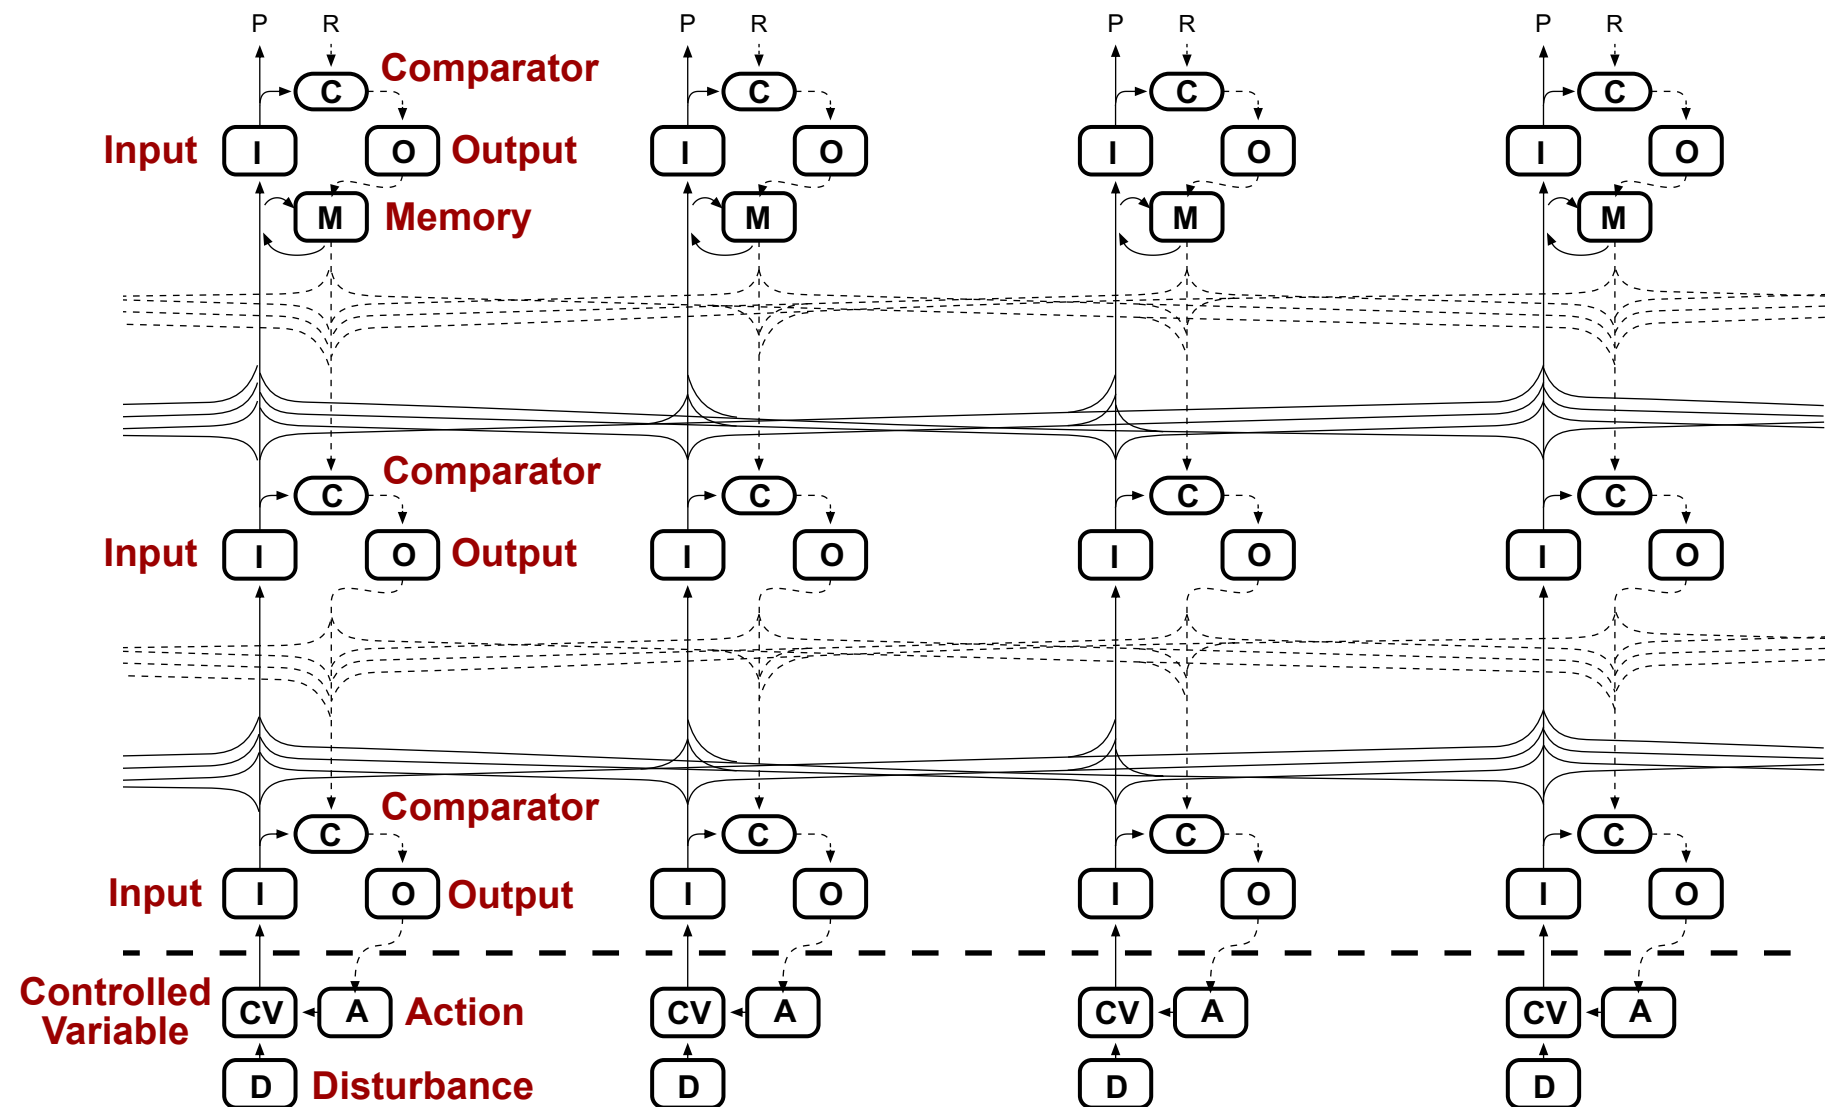 P R P R P R P R
Comparator
C C C C
Input I O Output I O I O I O
M Memory M M M
Comparator
C C C C
Input I O Output I O I O I O
Comparator
C C C C
Input I O Output I O I O I O
Controlled
Variable
CV A Action CV A CV A CV A
D Disturbance D D D